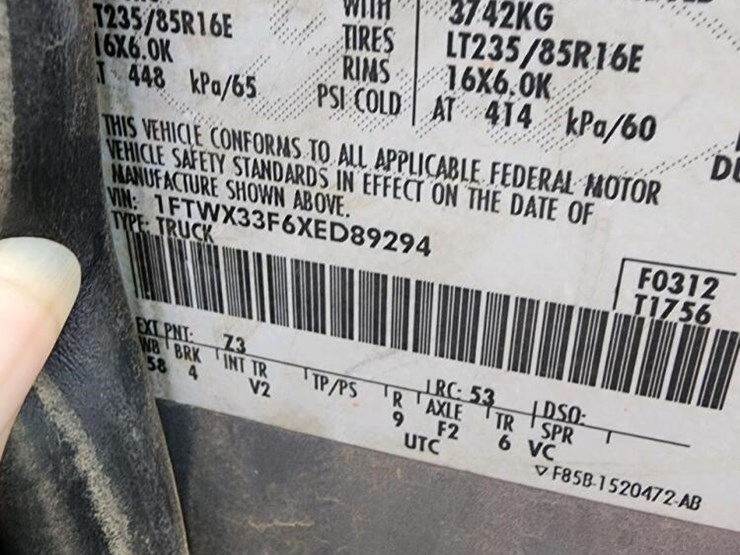 T235/85R16E WITH 3742KG
16X6.0K TIRES LT235/85R16E
T 448 kPa/65 RIMS 16X6.0K
PSI COLD AT 414 kPa/60
THIS VEHICLE CONFORMS TO ALL APPLICABLE FEDERAL MOTOR
VEHICLE SAFETY STANDARDS IN EFFECT ON THE DATE OF
MANUFACTURE SHOWN ABOVE.
VIN: 1FTWX33F6XED89294
TYPE: TRUCK
F0312
T1756
EXT PNT: Z3 RC: 53 DSO:
WB BRK INT TR TP/PS R AXLE TR SPR
58 4 V2 9 F2 6 VC
UTC
▽ F85B-1520472-AB